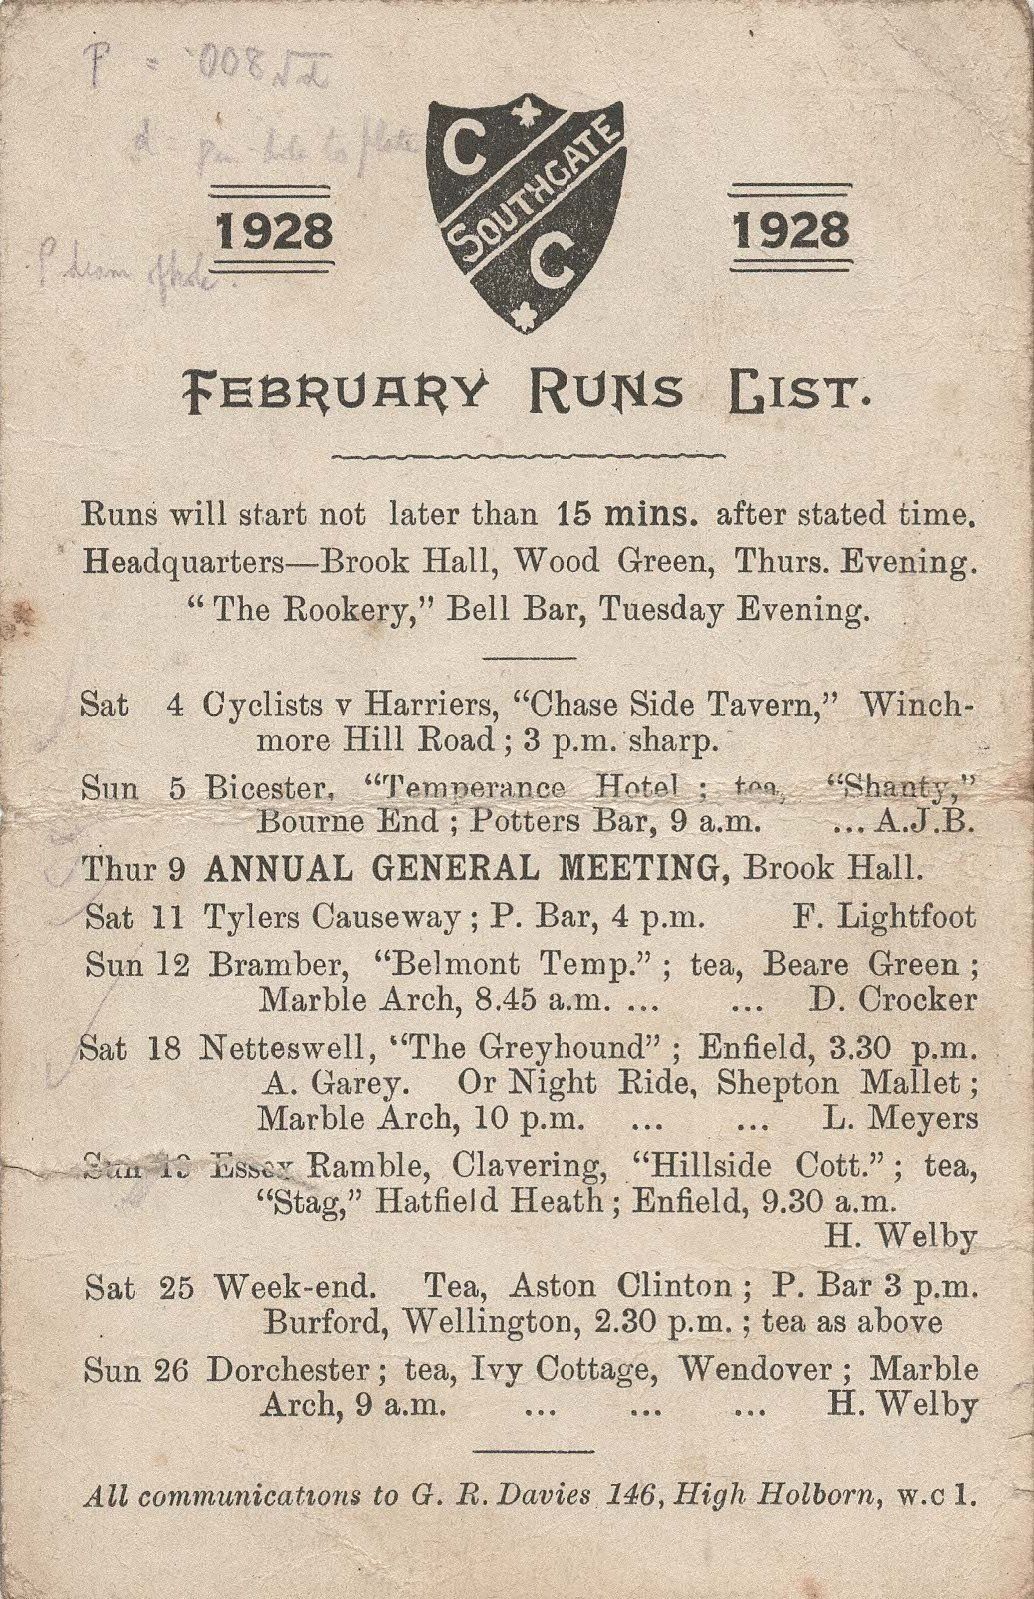 P = .008√d
d
to plate
C
SOUTHGATE
C
1928 1928
P
FEBRUARY RUNS LIST.
Runs will start not later than 15 mins. after stated time.
Headquarters—Brook Hall, Wood Green, Thurs. Evening.
“The Rookery,” Bell Bar, Tuesday Evening.
Sat 4 Cyclists v Harriers, “Chase Side Tavern,” Winch-
more Hill Road ; 3 p.m. sharp.
Sun 5 Bicester, “Temperance Hotel ; tea, “Shanty,”
Bourne End ; Potters Bar, 9 a.m. ... A.J.B.
Thur 9 ANNUAL GENERAL MEETING, Brook Hall.
Sat 11 Tylers Causeway ; P. Bar, 4 p.m. F. Lightfoot
Sun 12 Bramber, “Belmont Temp.” ; tea, Beare Green ;
Marble Arch, 8.45 a.m. ... ... D. Crocker
Sat 18 Netteswell, “The Greyhound” ; Enfield, 3.30 p.m.
A. Garey. Or Night Ride, Shepton Mallet ;
Marble Arch, 10 p.m. ... ... L. Meyers
Sun 19 Essex Ramble, Clavering, “Hillside Cott.” ; tea,
“Stag,” Hatfield Heath ; Enfield, 9.30 a.m.
H. Welby
Sat 25 Week-end. Tea, Aston Clinton ; P. Bar 3 p.m.
Burford, Wellington, 2.30 p.m. ; tea as above
Sun 26 Dorchester ; tea, Ivy Cottage, Wendover ; Marble
Arch, 9 a.m. ... ... ... H. Welby
All communications to G. R. Davies 146, High Holborn, W.C 1.